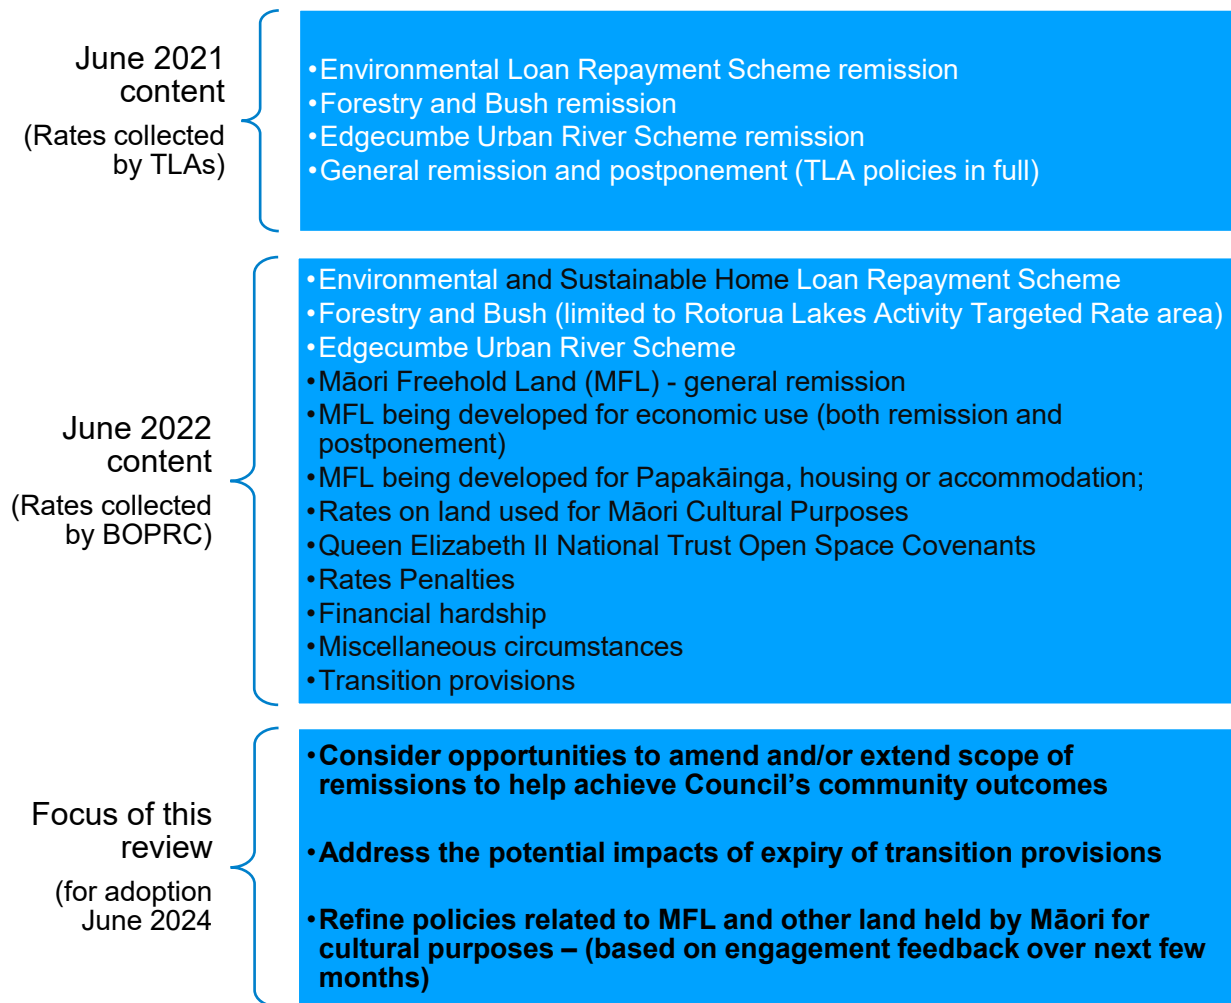 June 2021
content
(Rates collected
by TLAs)
•Environmental Loan Repayment Scheme remission
•Forestry and Bush remission
•Edgecumbe Urban River Scheme remission
•General remission and postponement (TLA policies in full)
June 2022
content
(Rates collected
by BOPRC)
•Environmental and Sustainable Home Loan Repayment Scheme
•Forestry and Bush (limited to Rotorua Lakes Activity Targeted Rate area)
•Edgecumbe Urban River Scheme
•Māori Freehold Land (MFL) - general remission
•MFL being developed for economic use (both remission and
postponement)
•MFL being developed for Papakāinga, housing or accommodation;
•Rates on land used for Māori Cultural Purposes
•Queen Elizabeth II National Trust Open Space Covenants
•Rates Penalties
•Financial hardship
•Miscellaneous circumstances
•Transition provisions
Focus of this
review
(for adoption
June 2024
•Consider opportunities to amend and/or extend scope of
remissions to help achieve Council’s community outcomes
•Address the potential impacts of expiry of transition provisions
•Refine policies related to MFL and other land held by Māori for
cultural purposes – (based on engagement feedback over next few
months)